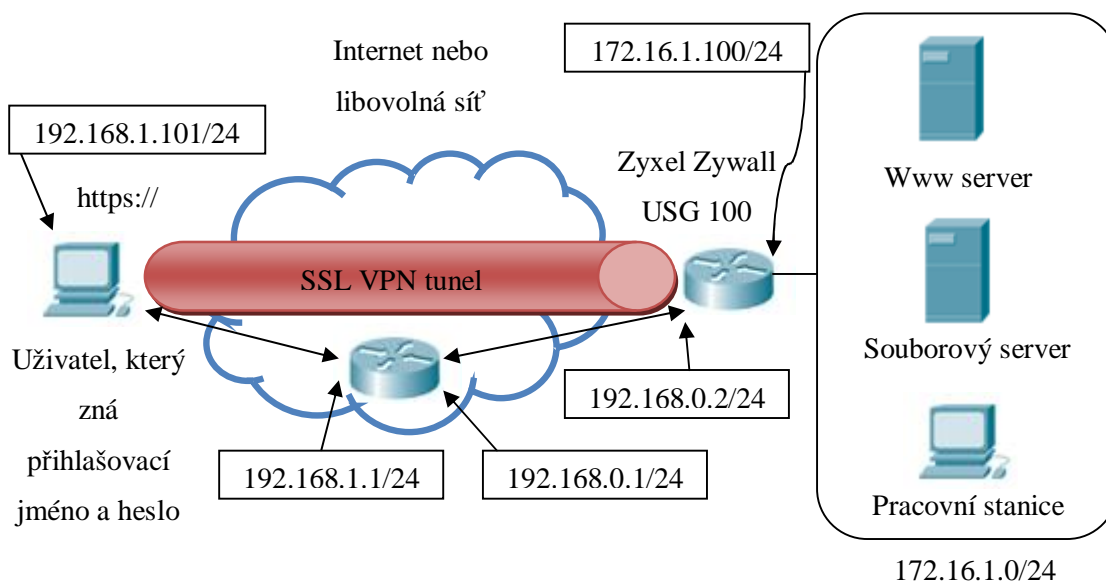 Internet nebo
libovolná síť
172.16.1.100/24
192.168.1.101/24
https://
Zyxel Zywall
USG 100
Www server
SSL VPN tunel
Souborový server
Uživatel, který
zná
přihlašovací
jméno a heslo
192.168.0.2/24
192.168.1.1/24
192.168.0.1/24
Pracovní stanice
172.16.1.0/24